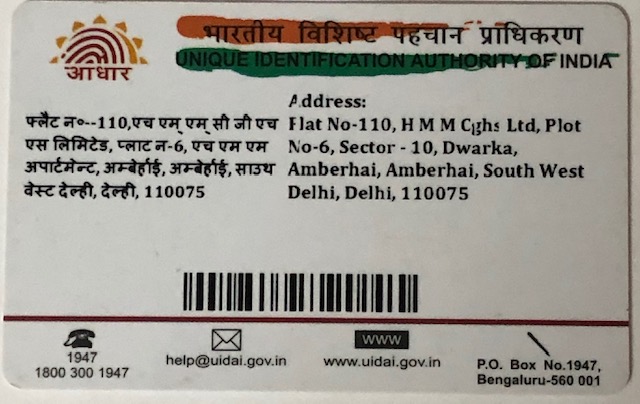 भारतीय विशिष्ट पहचान प्राधिकरण
आधार
UNIQUE IDENTIFICATION AUTHORITY OF INDIA
फ्लैट न०--110,एच एम् एम् सी जी एच
एस लिमिटेड, प्लाट न-6, एच एम एम
अपार्टमेन्ट, अम्बेर्हाई, अम्बेर्हाई, साउथ
वेस्ट देल्ही, देल्ही, 110075
Address:
Flat No-110, H M M Cghs Ltd, Plot
No-6, Sector - 10, Dwarka,
Amberhai, Amberhai, South West
Delhi, Delhi, 110075
1947
1800 300 1947
help@uidai.gov.in
WWW
www.uidai.gov.in
P.O. Box No.1947,
Bengaluru-560 001